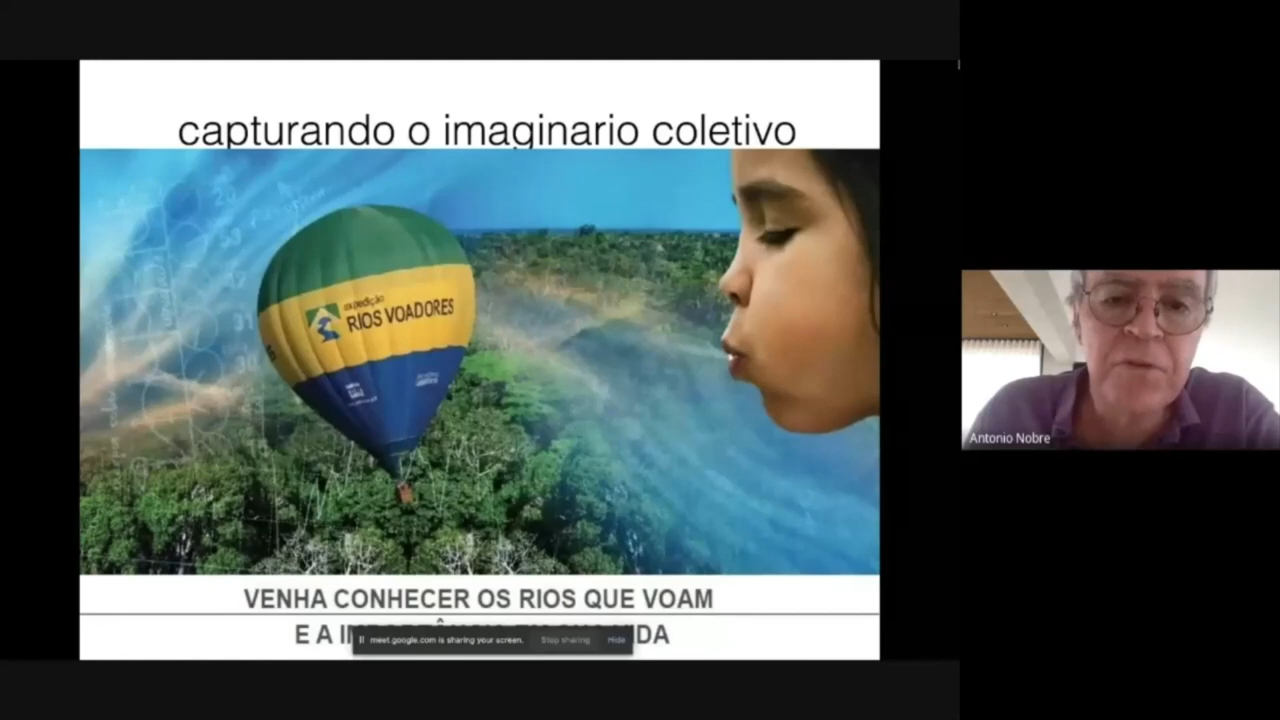 capturando o imaginario coletivo
expedição
RIOS VOADORES
VENHA CONHECER OS RIOS QUE VOAM
E A
meet.google.com is sharing your screen. Stop sharing Hide
Antonio Nobre